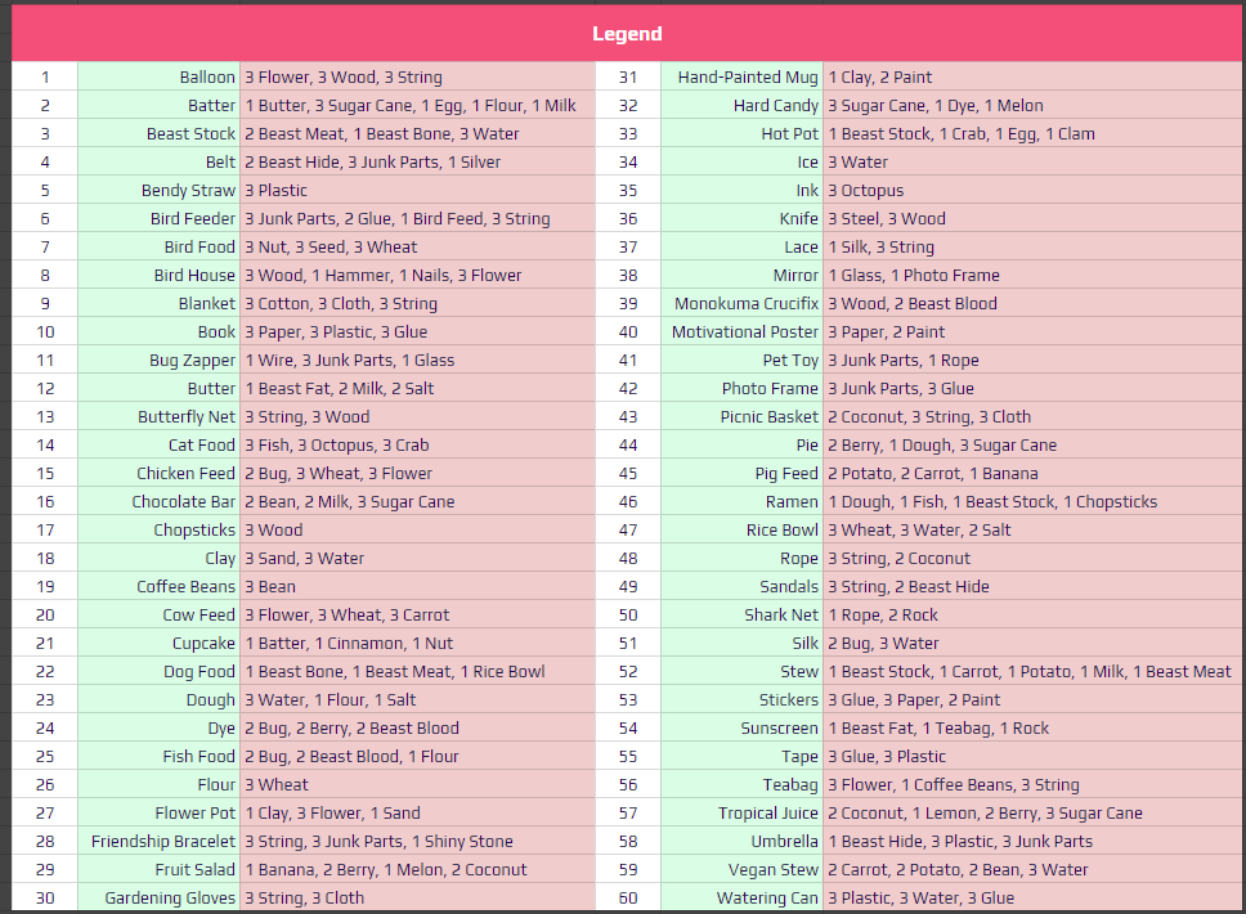 Legend
1 Balloon 3 Flower, 3 Wood, 3 String 31 Hand-Painted Mug 1 Clay, 2 Paint
2 Batter 1 Butter, 3 Sugar Cane, 1 Egg, 1 Flour, 1 Milk 32 Hard Candy 3 Sugar Cane, 1 Dye, 1 Melon
3 Beast Stock 2 Beast Meat, 1 Beast Bone, 3 Water 33 Hot Pot 1 Beast Stock, 1 Crab, 1 Egg, 1 Clam
4 Belt 2 Beast Hide, 3 Junk Parts, 1 Silver 34 Ice 3 Water
5 Bendy Straw 3 Plastic 35 Ink 3 Octopus
6 Bird Feeder 3 Junk Parts, 2 Glue, 1 Bird Feed, 3 String 36 Knife 3 Steel, 3 Wood
7 Bird Food 3 Nut, 3 Seed, 3 Wheat 37 Lace 1 Silk, 3 String
8 Bird House 3 Wood, 1 Hammer, 1 Nails, 3 Flower 38 Mirror 1 Glass, 1 Photo Frame
9 Blanket 3 Cotton, 3 Cloth, 3 String 39 Monokuma Crucifix 3 Wood, 2 Beast Blood
10 Book 3 Paper, 3 Plastic, 3 Glue 40 Motivational Poster 3 Paper, 2 Paint
11 Bug Zapper 1 Wire, 3 Junk Parts, 1 Glass 41 Pet Toy 3 Junk Parts, 1 Rope
12 Butter 1 Beast Fat, 2 Milk, 2 Salt 42 Photo Frame 3 Junk Parts, 3 Glue
13 Butterfly Net 3 String, 3 Wood 43 Picnic Basket 2 Coconut, 3 String, 3 Cloth
14 Cat Food 3 Fish, 3 Octopus, 3 Crab 44 Pie 2 Berry, 1 Dough, 3 Sugar Cane
15 Chicken Feed 2 Bug, 3 Wheat, 3 Flower 45 Pig Feed 2 Potato, 2 Carrot, 1 Banana
16 Chocolate Bar 2 Bean, 2 Milk, 3 Sugar Cane 46 Ramen 1 Dough, 1 Fish, 1 Beast Stock, 1 Chopsticks
17 Chopsticks 3 Wood 47 Rice Bowl 3 Wheat, 3 Water, 2 Salt
18 Clay 3 Sand, 3 Water 48 Rope 3 String, 2 Coconut
19 Coffee Beans 3 Bean 49 Sandals 3 String, 2 Beast Hide
20 Cow Feed 3 Flower, 3 Wheat, 3 Carrot 50 Shark Net 1 Rope, 2 Rock
21 Cupcake 1 Batter, 1 Cinnamon, 1 Nut 51 Silk 2 Bug, 3 Water
22 Dog Food 1 Beast Bone, 1 Beast Meat, 1 Rice Bowl 52 Stew 1 Beast Stock, 1 Carrot, 1 Potato, 1 Milk, 1 Beast Meat
23 Dough 3 Water, 1 Flour, 1 Salt 53 Stickers 3 Glue, 3 Paper, 2 Paint
24 Dye 2 Bug, 2 Berry, 2 Beast Blood 54 Sunscreen 1 Beast Fat, 1 Teabag, 1 Rock
25 Fish Food 2 Bug, 2 Beast Blood, 1 Flour 55 Tape 3 Glue, 3 Plastic
26 Flour 3 Wheat 56 Teabag 3 Flower, 1 Coffee Beans, 3 String
27 Flower Pot 1 Clay, 3 Flower, 1 Sand 57 Tropical Juice 2 Coconut, 1 Lemon, 2 Berry, 3 Sugar Cane
28 Friendship Bracelet 3 String, 3 Junk Parts, 1 Shiny Stone 58 Umbrella 1 Beast Hide, 3 Plastic, 3 Junk Parts
29 Fruit Salad 1 Banana, 2 Berry, 1 Melon, 2 Coconut 59 Vegan Stew 2 Carrot, 2 Potato, 2 Bean, 3 Water
30 Gardening Gloves 3 String, 3 Cloth 60 Watering Can 3 Plastic, 3 Water, 3 Glue